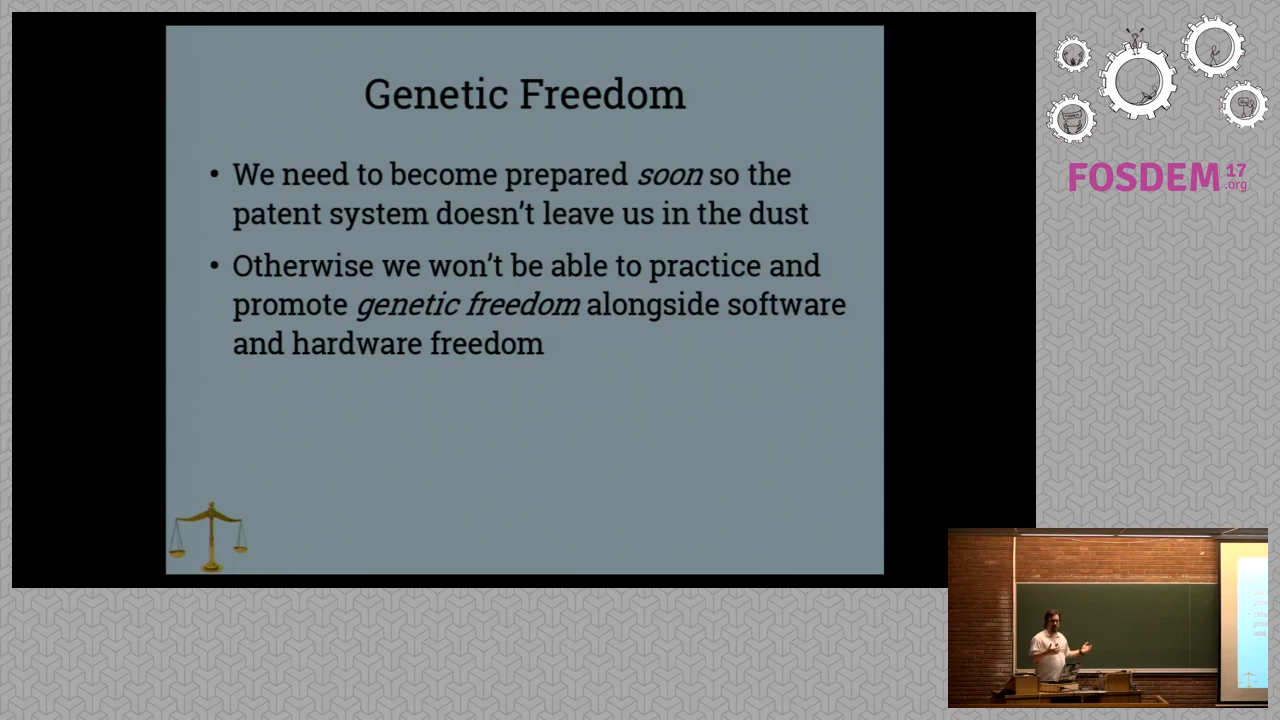 Genetic Freedom
• We need to become prepared soon so the
patent system doesn't leave us in the dust
• Otherwise we won't be able to practice and
promote genetic freedom alongside software
and hardware freedom
FOSDEM 17
.org